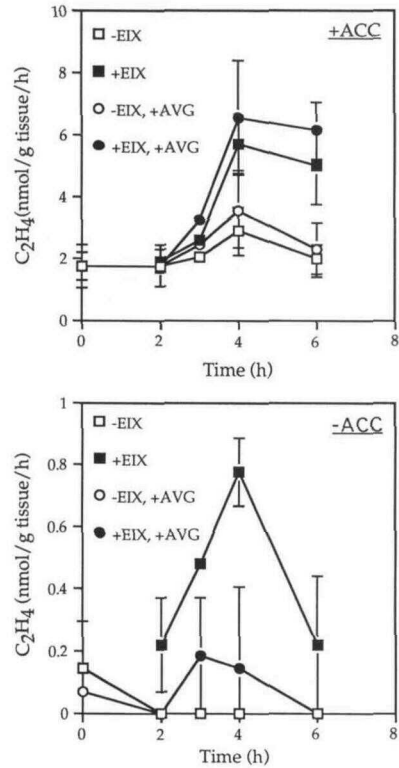 10
8
6
4
2
0
C₂H₄(nmol/g tissue/h)
-EIX
+EIX
-EIX, +AVG
+EIX, +AVG
+ACC
0
2
4
6
8
Time (h)
1
0.8
0.6
0.4
0.2
0
C₂H₄ (nmol/g tissue/h)
-EIX
+EIX
-EIX, +AVG
+EIX, +AVG
-ACC
0
2
4
6
8
Time (h)